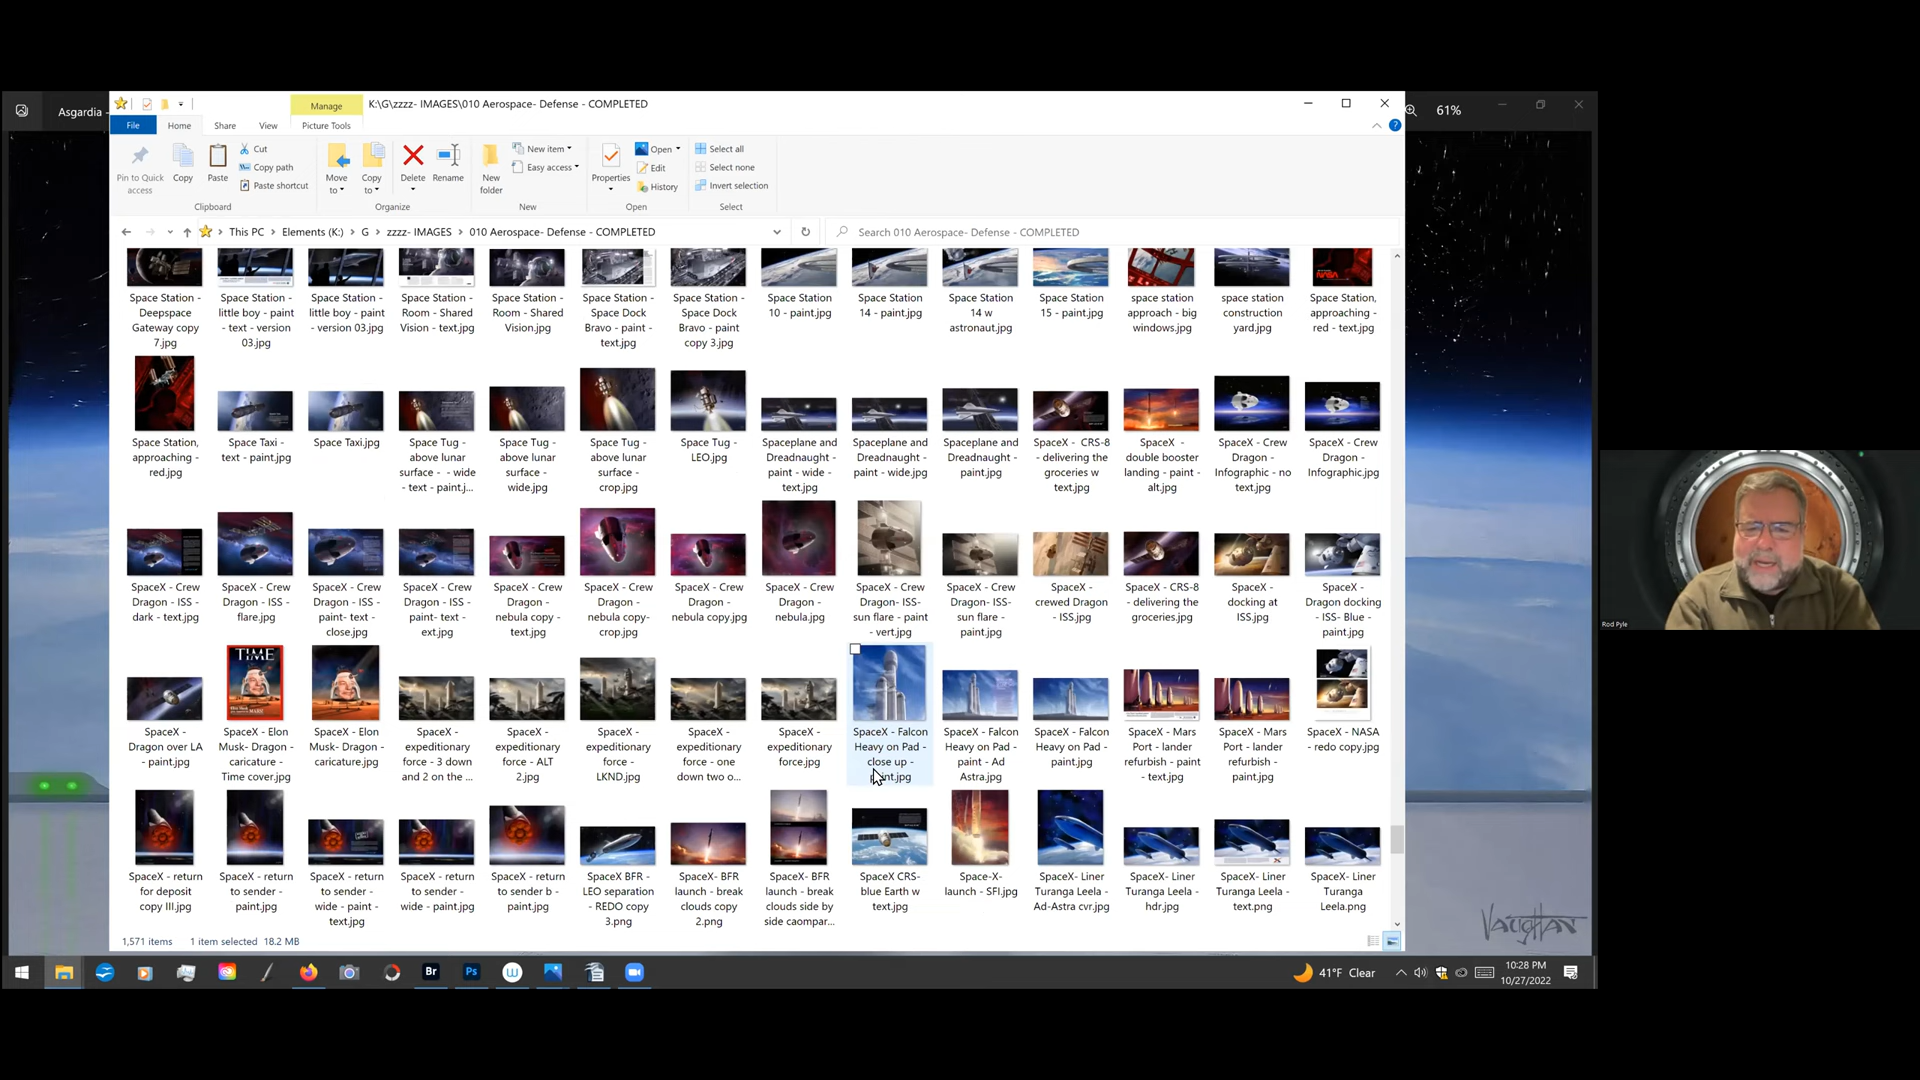 Asgardia -
Manage
K:\G\zzzz- IMAGES\010 Aerospace- Defense - COMPLETED
61%
File
Home
Share
View
Picture Tools
Pin to Quick
access
Copy
Paste
Cut
Copy path
Paste shortcut
Move
to
Copy
to
Delete
Rename
New
folder
New item
Easy access
Properties
Open
Edit
History
Select all
Select none
Invert selection
Clipboard
Organize
New
Open
Select
This PC > Elements (K:) > G > zzzz- IMAGES > 010 Aerospace- Defense - COMPLETED
Search 010 Aerospace- Defense - COMPLETED
Space Station -
Deepspace
Gateway copy
7.jpg
Space Station -
little boy - paint
- text - version
03.jpg
Space Station -
little boy - paint
- version 03.jpg
Space Station -
Room - Shared
Vision - text.jpg
Space Station -
Room - Shared
Vision.jpg
Space Station -
Space Dock
Bravo - paint -
text.jpg
Space Station -
Space Dock
Bravo - paint
copy 3.jpg
Space Station
10 - paint.jpg
Space Station
14 - paint.jpg
Space Station
14 w
astronaut.jpg
Space Station
15 - paint.jpg
space station
approach - big
windows.jpg
space station
construction
yard.jpg
NASA
Space Station,
approaching -
red - text.jpg
Space Station,
approaching -
red.jpg
Space Taxi -
text - paint.jpg
Space Taxi.jpg
Space Tug -
above lunar
surface - - wide
- text - paint.j...
Space Tug -
above lunar
surface -
wide.jpg
Space Tug -
above lunar
surface -
crop.jpg
Space Tug -
LEO.jpg
Spaceplane and
Dreadnaught -
paint - wide -
text.jpg
Spaceplane and
Dreadnaught -
paint - wide.jpg
Spaceplane and
Dreadnaught -
paint.jpg
SpaceX - CRS-8
- delivering the
groceries w
text.jpg
SpaceX -
double booster
landing - paint -
alt.jpg
SpaceX - Crew
Dragon -
Infographic - no
text.jpg
SpaceX - Crew
Dragon -
Infographic.jpg
SpaceX - Crew
Dragon - ISS -
dark - text.jpg
SpaceX - Crew
Dragon - ISS -
flare.jpg
SpaceX - Crew
Dragon - ISS -
paint- text -
close.jpg
SpaceX - Crew
Dragon - ISS -
paint- text -
ext.jpg
SpaceX - Crew
Dragon -
nebula copy -
text.jpg
SpaceX - Crew
Dragon -
nebula copy-
crop.jpg
SpaceX - Crew
Dragon -
nebula copy.jpg
SpaceX - Crew
Dragon -
nebula.jpg
SpaceX - Crew
Dragon- ISS-
sun flare - paint
- vert.jpg
SpaceX - Crew
Dragon- ISS-
sun flare -
paint.jpg
SpaceX -
crewed Dragon
- ISS.jpg
SpaceX - CRS-8
- delivering the
groceries.jpg
SpaceX -
docking at
ISS.jpg
SpaceX -
Dragon docking
- ISS- Blue -
paint.jpg
SpaceX -
Dragon over LA
- paint.jpg
TIME
SpaceX - Elon
Musk- Dragon -
caricature -
Time cover.jpg
SpaceX - Elon
Musk- Dragon -
caricature.jpg
SpaceX -
expeditionary
force - 3 down
and 2 on the ...
SpaceX -
expeditionary
force - ALT
2.jpg
SpaceX -
expeditionary
force -
LKND.jpg
SpaceX -
expeditionary
force - one
down two o...
SpaceX -
expeditionary
force.jpg
SpaceX - Falcon
Heavy on Pad -
close up -
paint.jpg
SpaceX - Falcon
Heavy on Pad -
paint - Ad
Astra.jpg
SpaceX - Falcon
Heavy on Pad -
paint.jpg
SpaceX - Mars
Port - lander
refurbish - paint
- text.jpg
SpaceX - Mars
Port - lander
refurbish -
paint.jpg
SpaceX - NASA
- redo copy.jpg
SpaceX - return
for deposit
copy III.jpg
SpaceX - return
to sender -
paint.jpg
SpaceX - return
to sender -
wide - paint -
text.jpg
SpaceX - return
to sender -
wide - paint.jpg
SpaceX - return
to sender b -
paint.jpg
SpaceX BFR -
LEO separation
- REDO copy
3.png
SpaceX- BFR
launch - break
clouds copy
2.png
SpaceX- BFR
launch - break
clouds side by
side caompar...
SpaceX CRS-
blue Earth w
text.jpg
Space-X-
launch - SFI.jpg
SpaceX- Liner
Turanga Leela -
Ad-Astra cvr.jpg
SpaceX- Liner
Turanga Leela -
hdr.jpg
SpaceX- Liner
Turanga Leela -
text.png
SpaceX- Liner
Turanga
Leela.png
1,571 items
1 item selected 18.2 MB
Vaughan
Rod Pyle
Br
Ps
41°F Clear
10:28 PM
10/27/2022